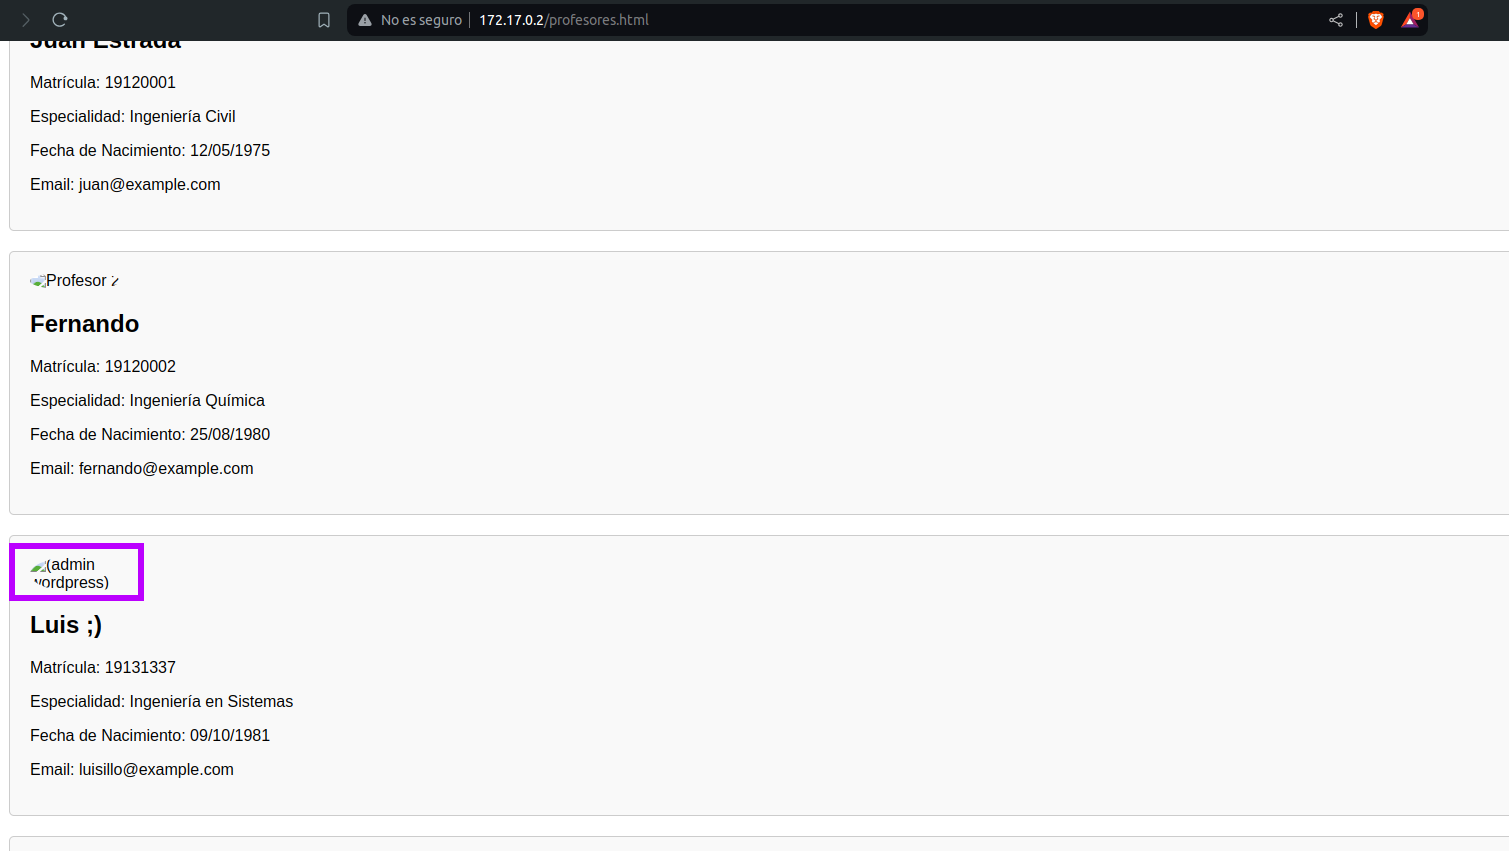 No es seguro 172.17.0.2/profesores.html 1
Juan Estrada
Matrícula: 19120001
Especialidad: Ingeniería Civil
Fecha de Nacimiento: 12/05/1975
Email: juan@example.com
Profesor 2
Fernando
Matrícula: 19120002
Especialidad: Ingeniería Química
Fecha de Nacimiento: 25/08/1980
Email: fernando@example.com
(admin
wordpress)
Luis ;)
Matrícula: 19131337
Especialidad: Ingeniería en Sistemas
Fecha de Nacimiento: 09/10/1981
Email: luisillo@example.com